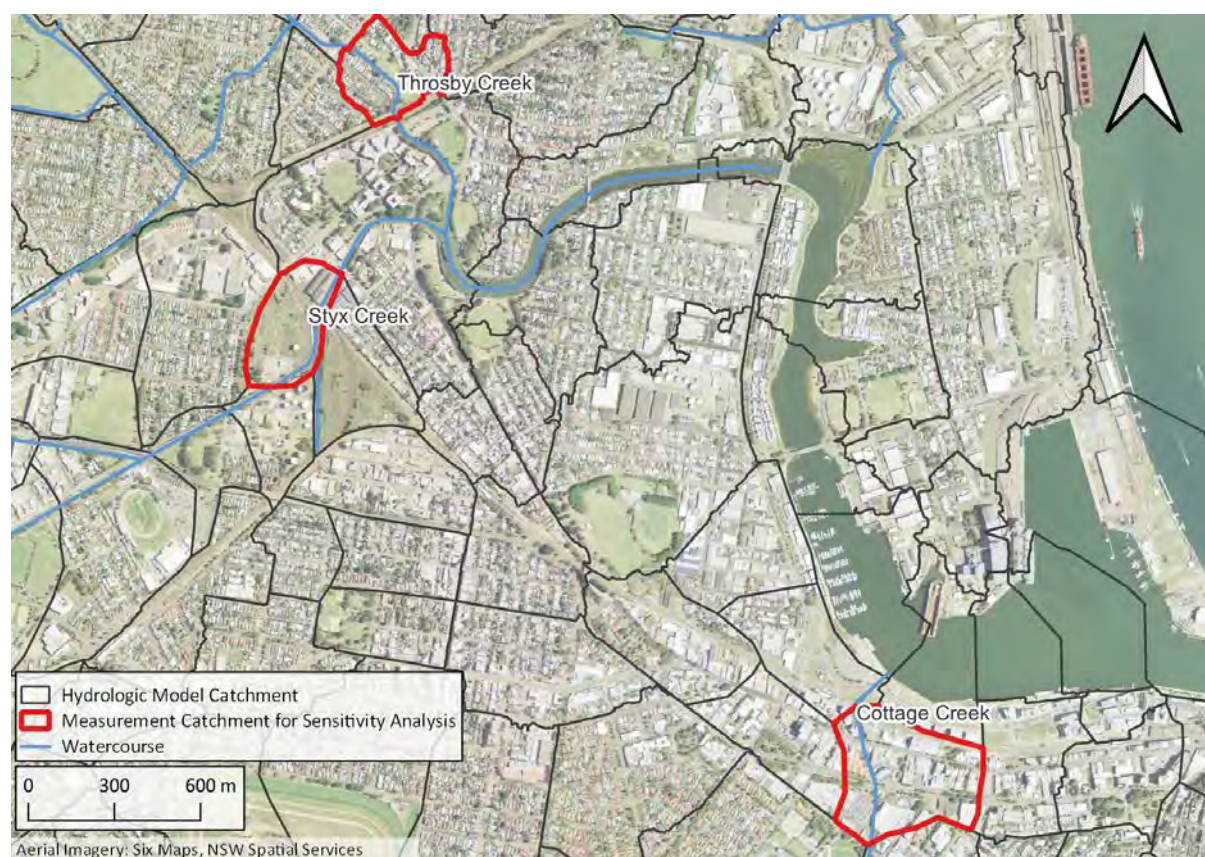 Throsby Creek
Styx Creek
Cottage Creek
Hydrologic Model Catchment
Measurement Catchment for Sensitivity Analysis
Watercourse
0 300 600 m
Aerial Imagery: Six Maps, NSW Spatial Services